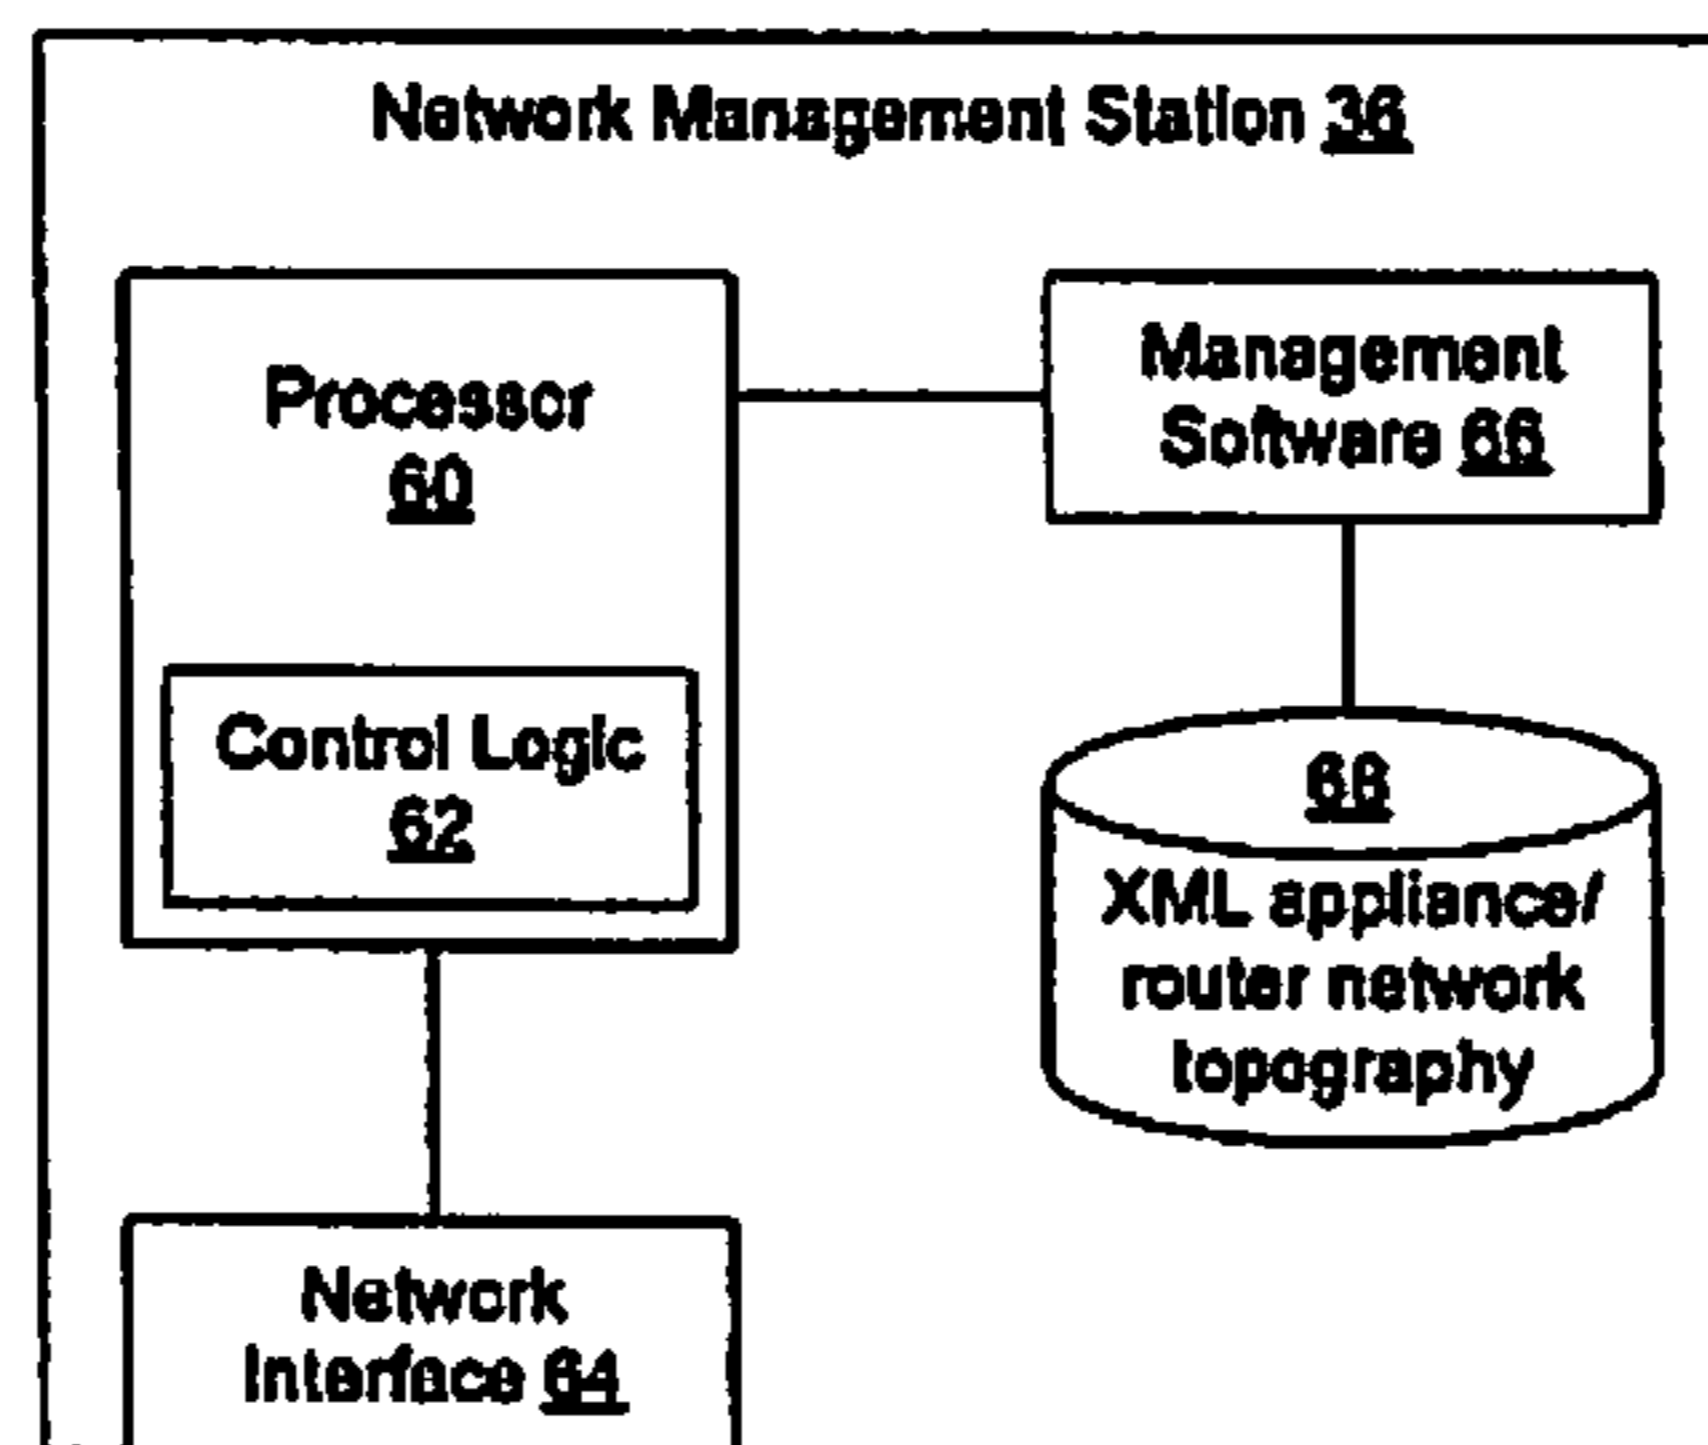 Network Management Station 36
Processor
60
Management
Software 66
Control Logic
62
68
XML appliance/
router network
topography
Network
Interface 64